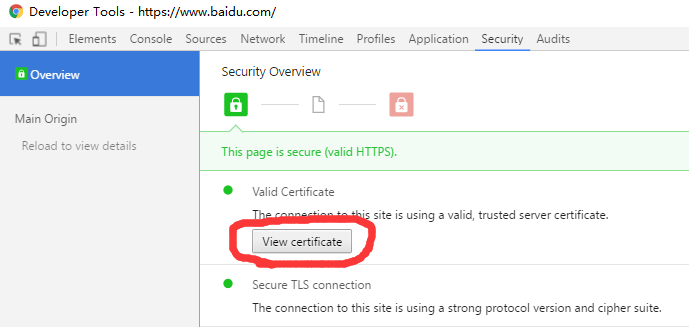 Developer Tools - https://www.baidu.com/
Elements Console Sources Network Timeline Profiles Application Security Audits
Overview
Main Origin
Reload to view details
Security Overview
This page is secure (valid HTTPS).
Valid Certificate
The connection to this site is using a valid, trusted server certificate.
View certificate
Secure TLS connection
The connection to this site is using a strong protocol version and cipher suite.